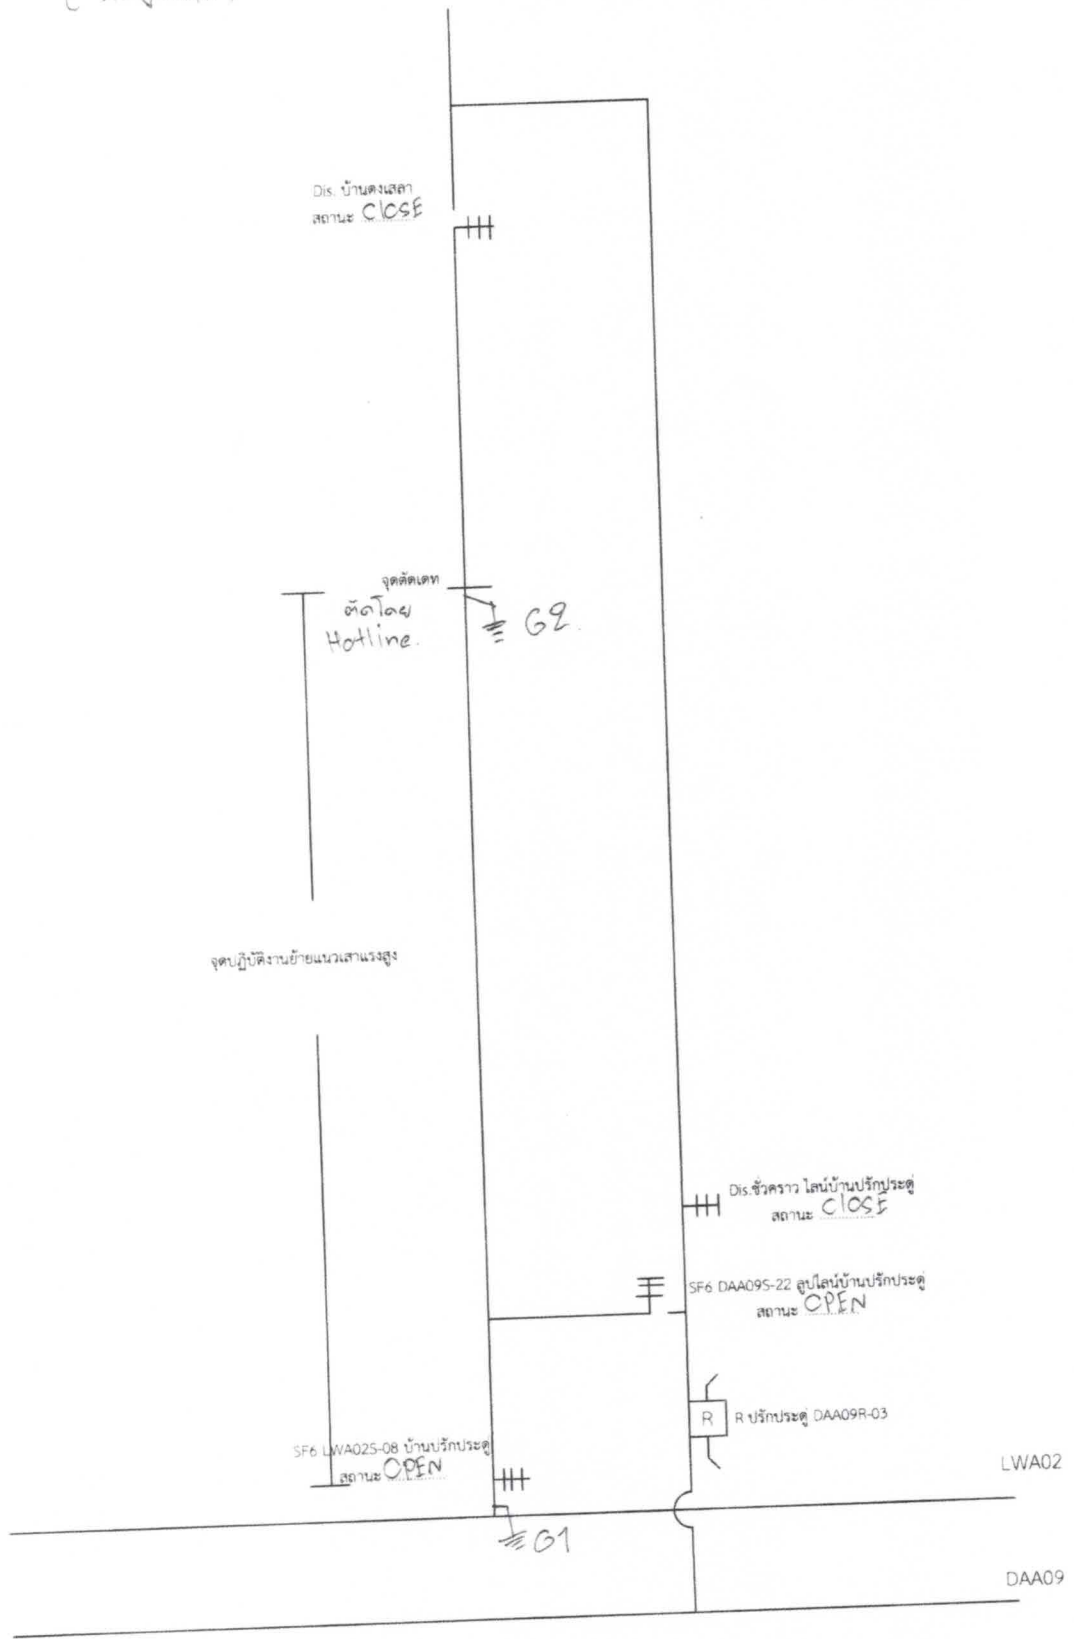 Dis. บ้านดงเสลา
สถานะ ClOSE
จุดตัดเดท
ตัดโดย
Hotline.
G2.
จุดปฏิบัติงานย้ายแนวเสาแรงสูง
Dis.ชั่วคราว ไลน์บ้านปรักประดู่
สถานะ ClOSE
SF6 DAA09S-22 ลูปไลน์บ้านปรักประดู่
สถานะ OPEN
R
R ปรักประดู่ DAA09R-03
SF6 LWA02S-08 บ้านปรักประดู่
สถานะ OPEN
LWA02
G1
DAA09